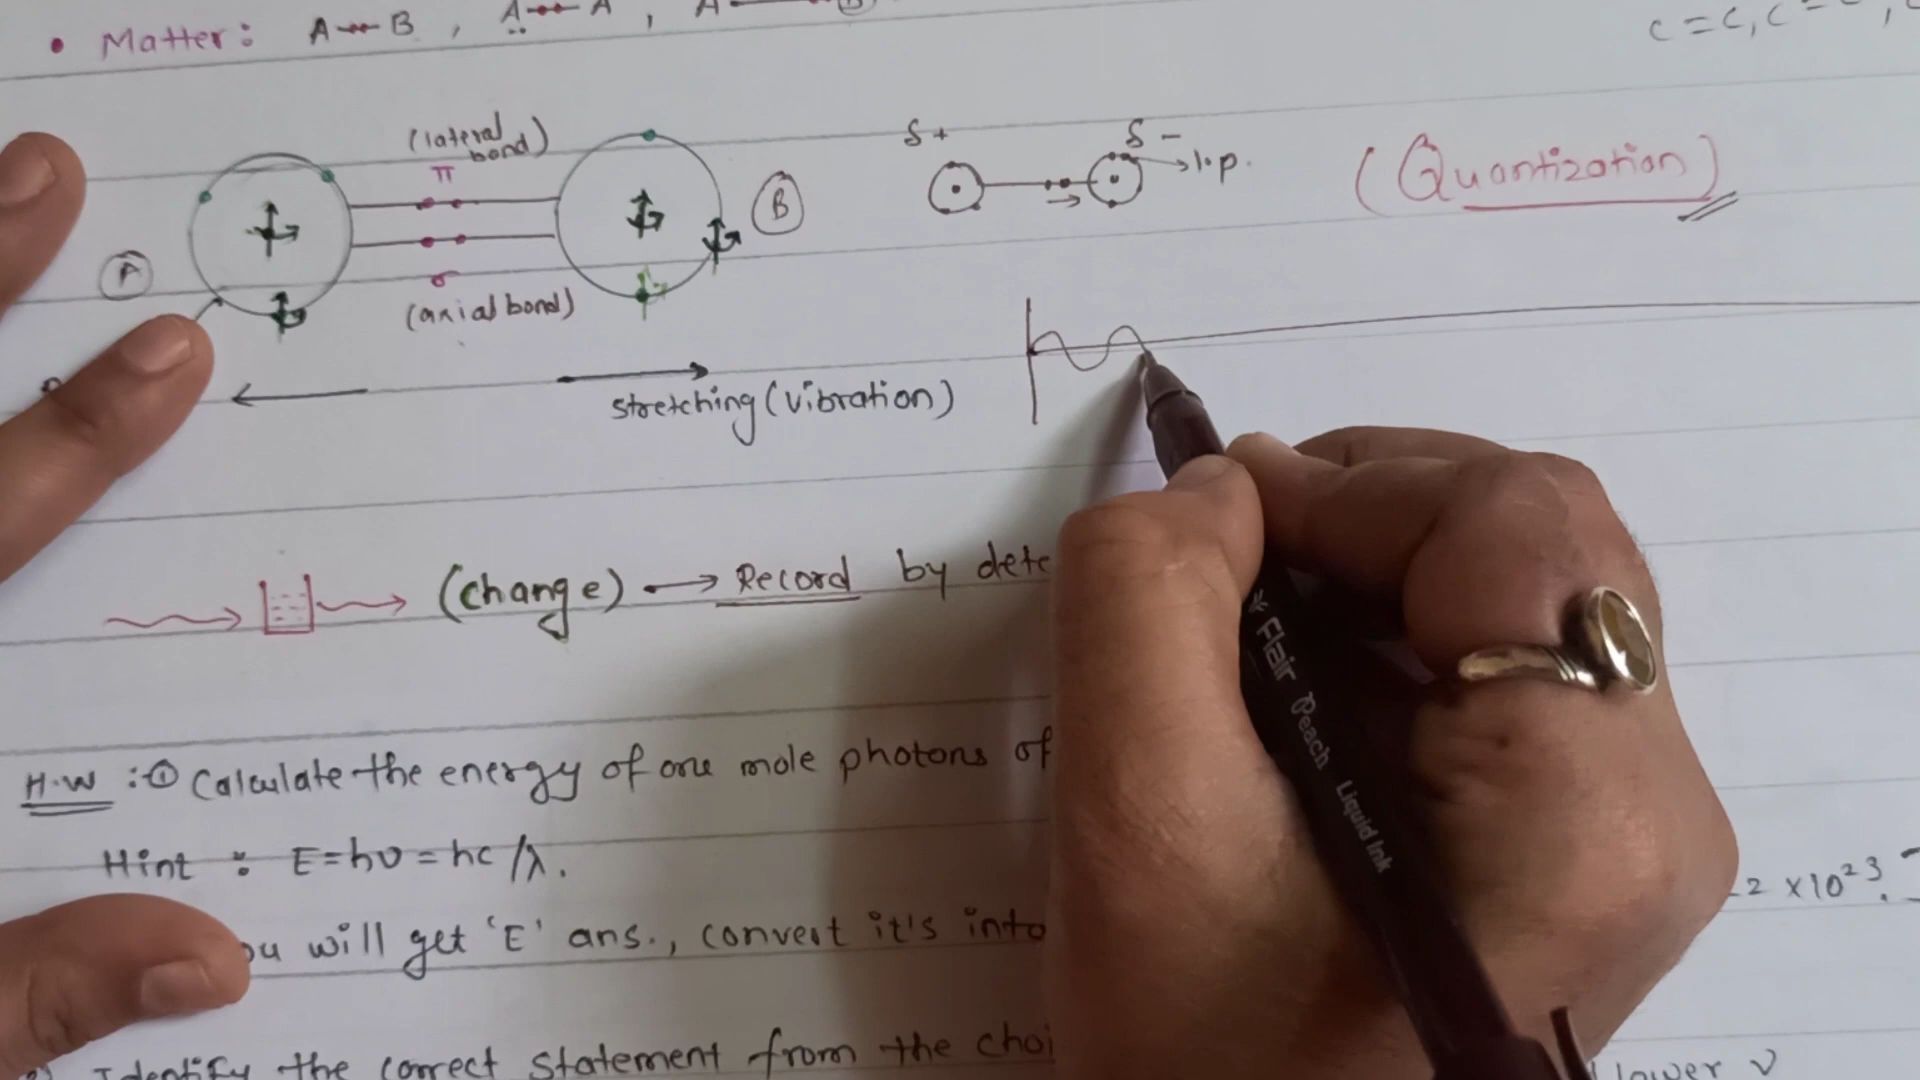 • Matter: A B , A A , A
c = c, c =
(lateral bond)
π
A
B
σ
(axial bond)
δ+ δ-
l.p.
(Quantization)
stretching (vibration)
(change) → Record by dete
H.W :① Calculate the energy of one mole photons of
Hint : E=hυ = hc/λ.
ou will get 'E' ans., convert it's into
2 ×10²³.
Identify the correct statement from the choi
lower ν
Flair Peach Liquid Ink